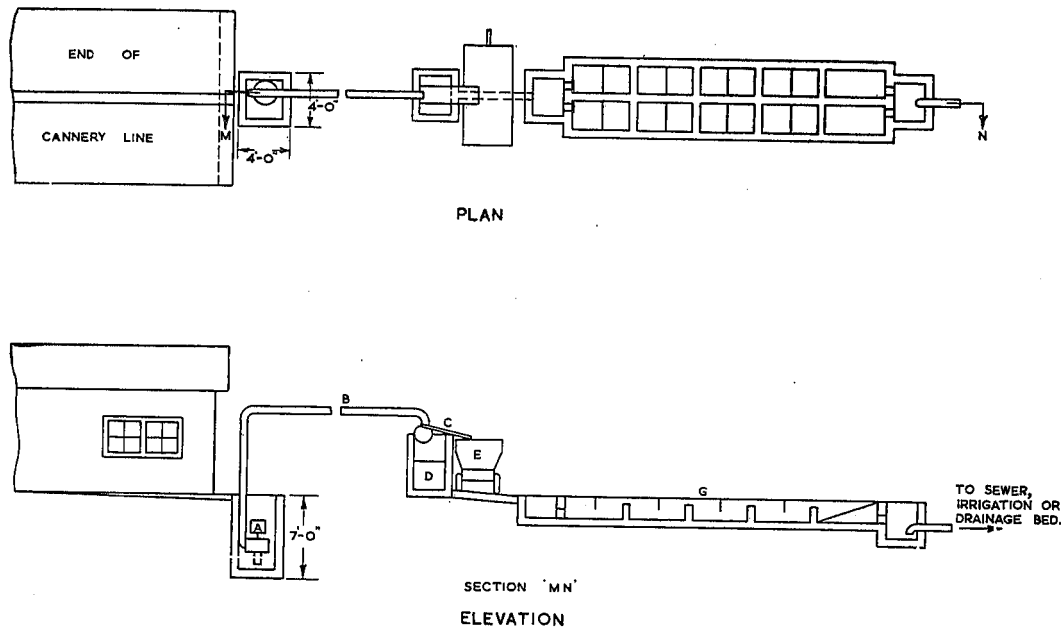 END OF
CANNERY LINE
M
4'-0"
4'-0"
N
PLAN
B
C
E
D
A
7'-0"
G
TO SEWER,
IRRIGATION OR
DRAINAGE BED.
SECTION 'MN'
ELEVATION